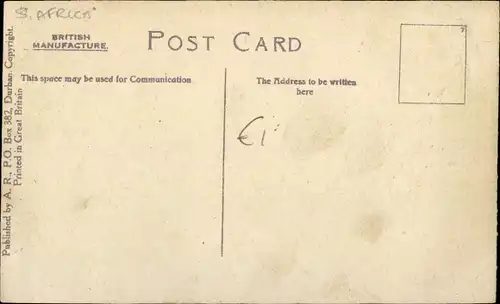 S. AFRICA
BRITISH
MANUFACTURE.
POST CARD
This space may be used for Communication
The Address to be written
here
€1
Published by A. R., P.O. Box 382, Durban, Copyright.
Printed in Great Britain